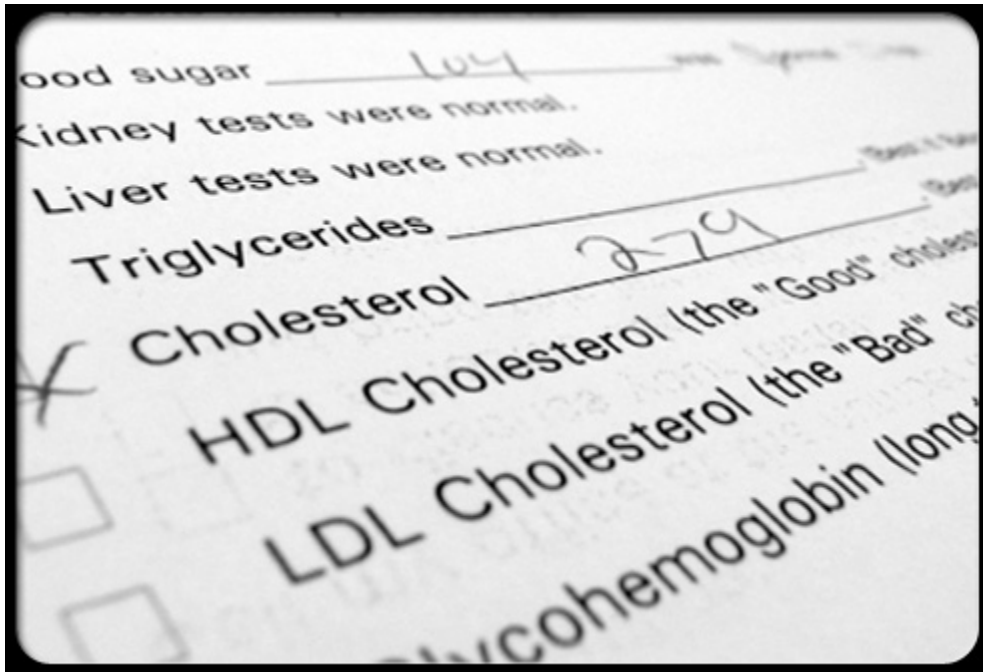 ood sugar 104
Kidney tests were normal.
Liver tests were normal.
Triglycerides
Cholesterol 279
HDL Cholesterol (the "Good" cholest
LDL Cholesterol (the "Bad" ch
lycohemoglobin (long